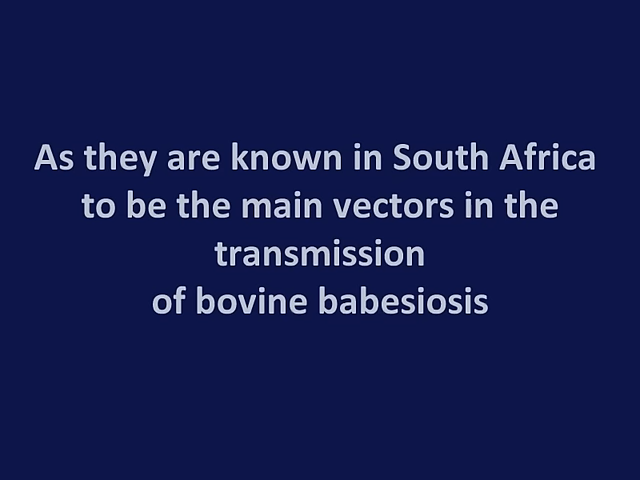 As they are known in South Africa
to be the main vectors in the
transmission
of bovine babesiosis